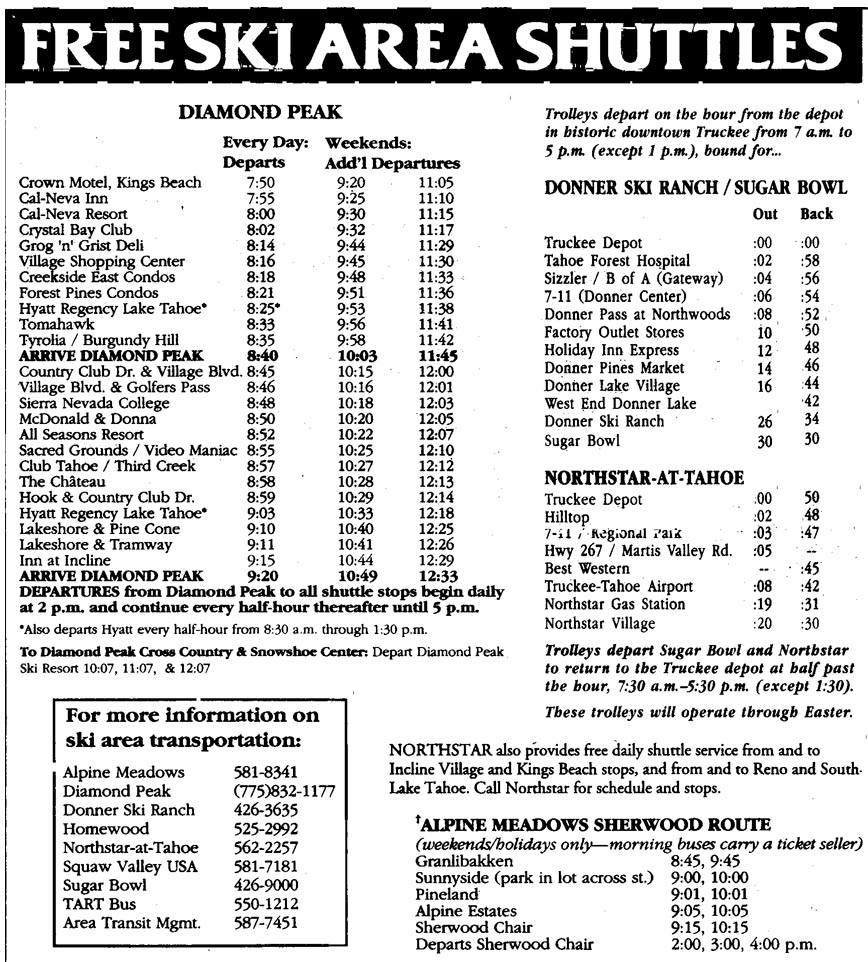 FREE SKI AREA SHUTTLES
DIAMOND PEAK
Every Day: Weekends:
Departs Add'l Departures
Crown Motel, Kings Beach 7:50 9:20 11:05
Cal-Neva Inn 7:55 9:25 11:10
Cal-Neva Resort 8:00 9:30 11:15
Crystal Bay Club 8:02 9:32 11:17
Grog 'n' Grist Deli 8:14 9:44 11:29
Village Shopping Center 8:16 9:45 11:30
Creekside East Condos 8:18 9:48 11:33
Forest Pines Condos 8:21 9:51 11:36
Hyatt Regency Lake Tahoe* 8:25* 9:53 11:38
Tomahawk 8:33 9:56 11:41
Tyrolia / Burgundy Hill 8:35 9:58 11:42
ARRIVE DIAMOND PEAK 8:40 10:03 11:45
Country Club Dr. & Village Blvd. 8:45 10:15 12:00
Village Blvd. & Golfers Pass 8:46 10:16 12:01
Sierra Nevada College 8:48 10:18 12:03
McDonald & Donna 8:50 10:20 12:05
All Seasons Resort 8:52 10:22 12:07
Sacred Grounds / Video Maniac 8:55 10:25 12:10
Club Tahoe / Third Creek 8:57 10:27 12:12
The Château 8:58 10:28 12:13
Hook & Country Club Dr. 8:59 10:29 12:14
Hyatt Regency Lake Tahoe* 9:03 10:33 12:18
Lakeshore & Pine Cone 9:10 10:40 12:25
Lakeshore & Tramway 9:11 10:41 12:26
Inn at Incline 9:15 10:44 12:29
ARRIVE DIAMOND PEAK 9:20 10:49 12:33
DEPARTURES from Diamond Peak to all shuttle stops begin daily
at 2 p.m. and continue every half-hour thereafter until 5 p.m.
*Also departs Hyatt every half-hour from 8:30 a.m. through 1:30 p.m.
To Diamond Peak Cross Country & Snowshoe Center: Depart Diamond Peak
Ski Resort 10:07, 11:07, & 12:07
For more information on
ski area transportation:
Alpine Meadows 581-8341
Diamond Peak (775)832-1177
Donner Ski Ranch 426-3635
Homewood 525-2992
Northstar-at-Tahoe 562-2257
Squaw Valley USA 581-7181
Sugar Bowl 426-9000
TART Bus 550-1212
Area Transit Mgmt. 587-7451
Trolleys depart on the hour from the depot
in historic downtown Truckee from 7 a.m. to
5 p.m. (except 1 p.m.), bound for...
DONNER SKI RANCH / SUGAR BOWL
Out Back
Truckee Depot :00 :00
Tahoe Forest Hospital :02 :58
Sizzler / B of A (Gateway) :04 :56
7-11 (Donner Center) :06 :54
Donner Pass at Northwoods :08 :52
Factory Outlet Stores 10 50
Holiday Inn Express 12 48
Donner Pines Market 14 46
Donner Lake Village 16 :44
West End Donner Lake :42
Donner Ski Ranch 26 34
Sugar Bowl 30 30
NORTHSTAR-AT-TAHOE
Truckee Depot :00 50
Hilltop :02 48
7-11 / Regional Park :03 :47
Hwy 267 / Martis Valley Rd. :05 --
Best Western -- :45
Truckee-Tahoe Airport :08 :42
Northstar Gas Station :19 :31
Northstar Village :20 :30
Trolleys depart Sugar Bowl and Northstar
to return to the Truckee depot at half past
the hour, 7:30 a.m.-5:30 p.m. (except 1:30).
These trolleys will operate through Easter.
NORTHSTAR also provides free daily shuttle service from and to
Incline Village and Kings Beach stops, and from and to Reno and South-
Lake Tahoe. Call Northstar for schedule and stops.
†ALPINE MEADOWS SHERWOOD ROUTE
(weekends/holidays only—morning buses carry a ticket seller)
Granlibakken 8:45, 9:45
Sunnyside (park in lot across st.) 9:00, 10:00
Pineland 9:01, 10:01
Alpine Estates 9:05, 10:05
Sherwood Chair 9:15, 10:15
Departs Sherwood Chair 2:00, 3:00, 4:00 p.m.